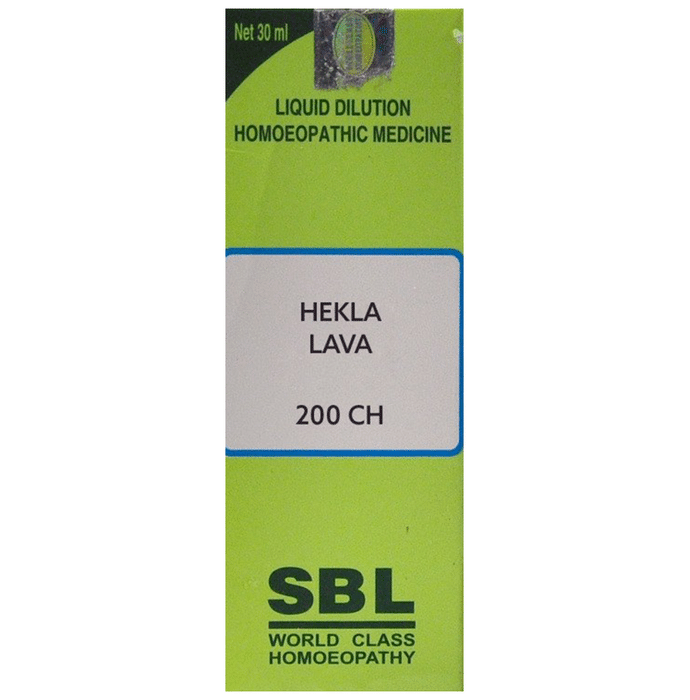 Net 30 ml
LIQUID DILUTION
HOMOEOPATHIC MEDICINE
HEKLA
LAVA
200 CH
SBL
WORLD CLASS
HOMOEOPATHY